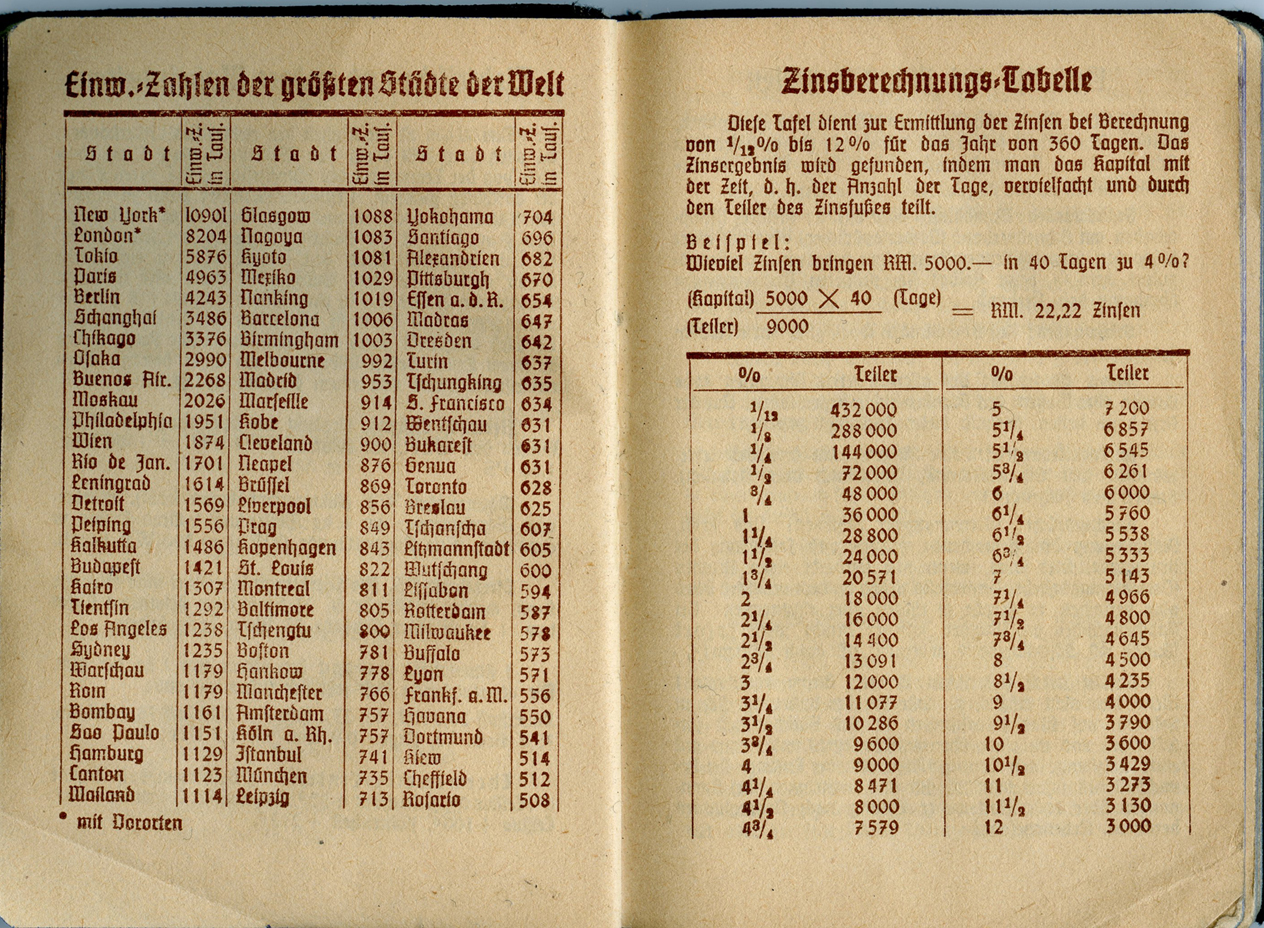 Einw.-Zahlen der größten Städte der Welt
Stadt Einw.-Z. in Tauſ. Stadt Einw.-Z. in Tauſ. Stadt Einw.-Z. in Tauſ.
New York* 10901 Glasgow 1088 Yokohama 704
London* 8204 Nagoya 1083 Santiago 696
Tokio 5876 Kyoto 1081 Alexandrien 682
Paris 4963 Mexiko 1029 Pittsburgh 670
Berlin 4243 Nanking 1019 Eſſen a. d. R. 654
Schanghai 3486 Barcelona 1006 Madras 647
Chikago 3376 Birmingham 1003 Dresden 642
Oſaka 2990 Melbourne 992 Turin 637
Buenos Air. 2268 Madrid 953 Tſchungking 635
Moskau 2026 Marſeille 914 S. Francisco 634
Philadelphia 1951 Kobe 912 Wentſchau 631
Wien 1874 Cleveland 900 Bukareſt 631
Rio de Jan. 1701 Neapel 876 Genua 631
Leningrad 1614 Brüſſel 869 Toronto 628
Detroit 1569 Liverpool 856 Breslau 625
Peiping 1556 Prag 849 Tſchanſcha 607
Kalkutta 1486 Kopenhagen 843 Litzmannſtadt 605
Budapeſt 1421 St. Louis 822 Wutſchang 600
Kairo 1307 Montreal 811 Liſſabon 594
Tientſin 1292 Baltimore 805 Rotterdam 587
Los Angeles 1238 Tſchengtu 800 Milwaukee 578
Sydney 1235 Boſton 781 Buffalo 573
Warſchau 1179 Hankow 778 Lyon 571
Rom 1179 Mancheſter 766 Frankf. a. M. 556
Bombay 1161 Amſterdam 757 Havana 550
Sao Paulo 1151 Köln a. Rh. 757 Dortmund 541
Hamburg 1129 Iſtanbul 741 Kiew 514
Canton 1123 München 735 Cheffield 512
Mailand 1114 Leipzig 713 Roſario 508
* mit Vororten
Zinsberechnungs-Tabelle
Dieſe Tafel dient zur Ermittlung der Zinſen bei Berechnung
von 1/12% bis 12% für das Jahr von 360 Tagen. Das
Zinsergebnis wird gefunden, indem man das Kapital mit
der Zeit, d. h. der Anzahl der Tage, vervielfacht und durch
den Teiler des Zinsfußes teilt.
Beiſpiel:
Wieviel Zinſen bringen RM. 5000.— in 40 Tagen zu 4%?
(Kapital) 5000 × 40 (Tage) = RM. 22,22 Zinſen
(Teiler) 9000
% Teiler % Teiler
1/12 432 000 5 7 200
1/8 288 000 5 1/4 6 857
1/4 144 000 5 1/2 6 545
1/2 72 000 5 3/4 6 261
3/4 48 000 6 6 000
1 36 000 6 1/4 5 760
1 1/4 28 800 6 1/2 5 538
1 1/2 24 000 6 3/4 5 333
1 3/4 20 571 7 5 143
2 18 000 7 1/4 4 966
2 1/4 16 000 7 1/2 4 800
2 1/2 14 400 7 3/4 4 645
2 3/4 13 091 8 4 500
3 12 000 8 1/2 4 235
3 1/4 11 077 9 4 000
3 1/2 10 286 9 1/2 3 790
3 3/4 9 600 10 3 600
4 9 000 10 1/2 3 429
4 1/4 8 471 11 3 273
4 1/2 8 000 11 1/2 3 130
4 3/4 7 579 12 3 000